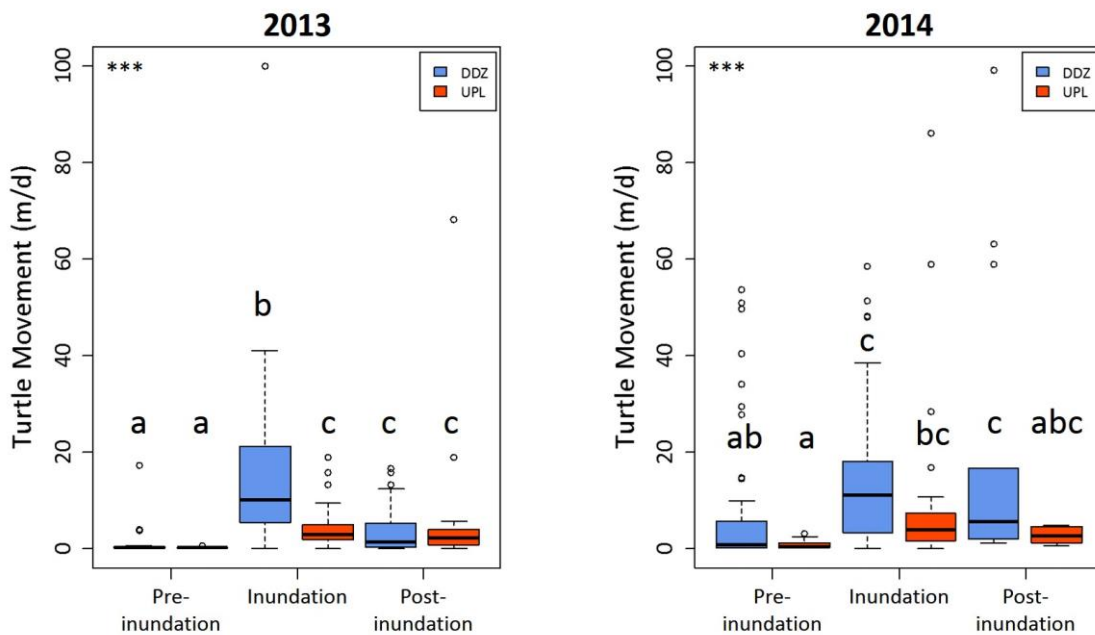 2013
***
DDZ
UPL
Turtle Movement (m/d)
100
80
60
40
20
0
a
a
b
c
c
c
Pre-
inundation
Inundation
Post-
inundation
2014
***
DDZ
UPL
Turtle Movement (m/d)
100
80
60
40
20
0
ab
a
c
bc
c
abc
Pre-
inundation
Inundation
Post-
inundation